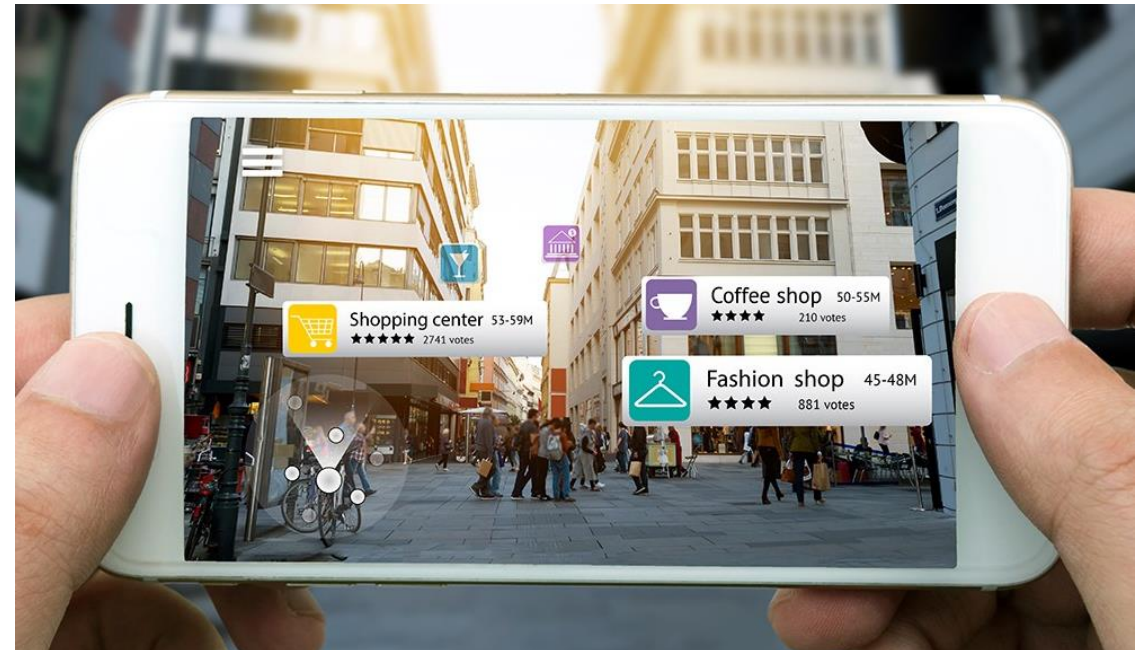 Shopping center 53-59M
2741 votes
Coffee shop 50-55M
210 votes
Fashion shop 45-48M
881 votes